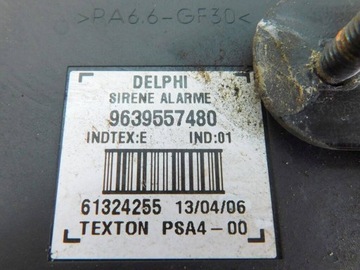 >PA6.6-GF30<
DELPHI
SIRENE ALARME
9639557480
INDTEX:E IND:01
61324255 13/04/06
TEXTON PSA4-00